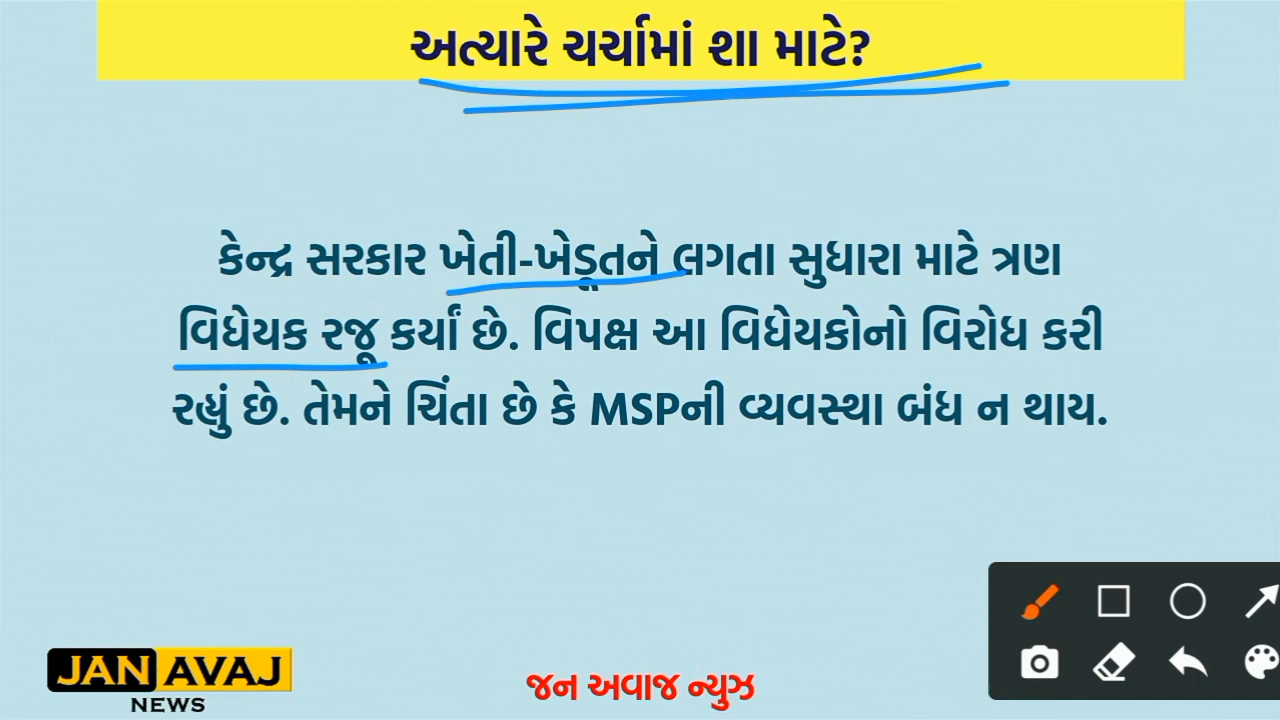 અત્યારે ચર્ચામાં શા માટે?
કેન્દ્ર સરકાર ખેતી-ખેડૂતને લગતા સુધારા માટે ત્રણ
વિધેયક રજૂ કર્યાં છે. વિપક્ષ આ વિધેયકોનો વિરોધ કરી
રહ્યું છે. તેમને ચિંતા છે કે MSPની વ્યવસ્થા બંધ ન થાય.
JAN AVAJ
NEWS
જન અવાજ ન્યુઝ